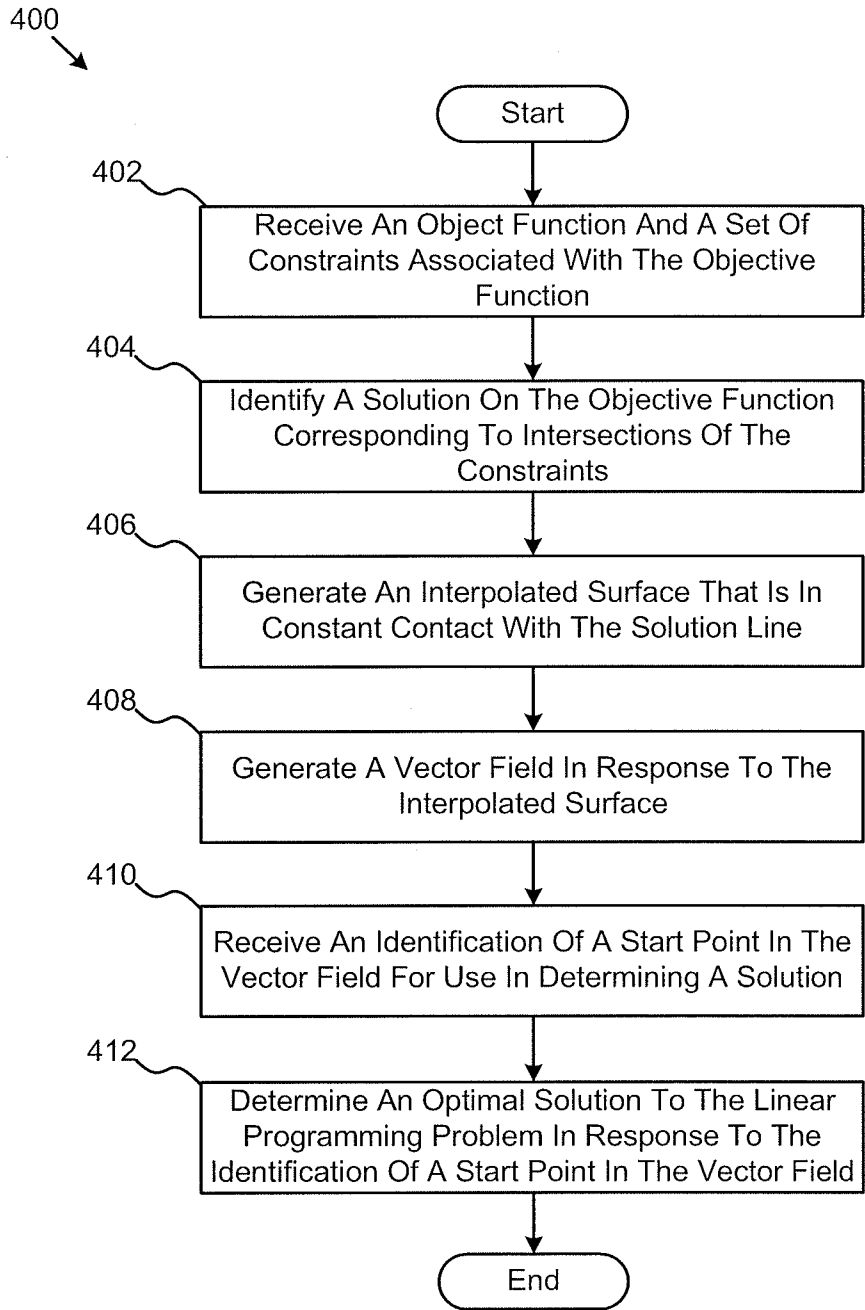 400
Start
402
Receive An Object Function And A Set Of
Constraints Associated With The Objective
Function
404
Identify A Solution On The Objective Function
Corresponding To Intersections Of The
Constraints
406
Generate An Interpolated Surface That Is In
Constant Contact With The Solution Line
408
Generate A Vector Field In Response To The
Interpolated Surface
410
Receive An Identification Of A Start Point In The
Vector Field For Use In Determining A Solution
412
Determine An Optimal Solution To The Linear
Programming Problem In Response To The
Identification Of A Start Point In The Vector Field
End